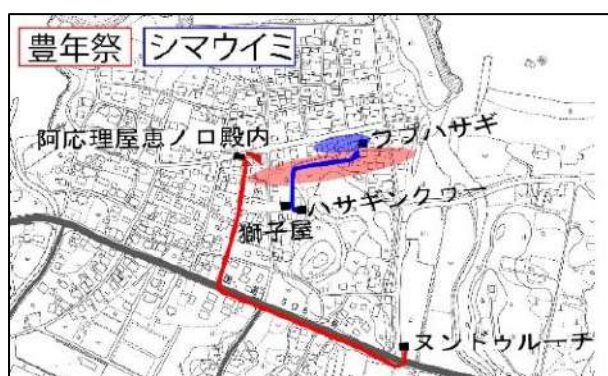 豊年祭
シマウイミ
ウフハサギ
阿応理屋恵ノロ殿内
ハサギンクヮー
獅子屋
ヌンドゥルーチ